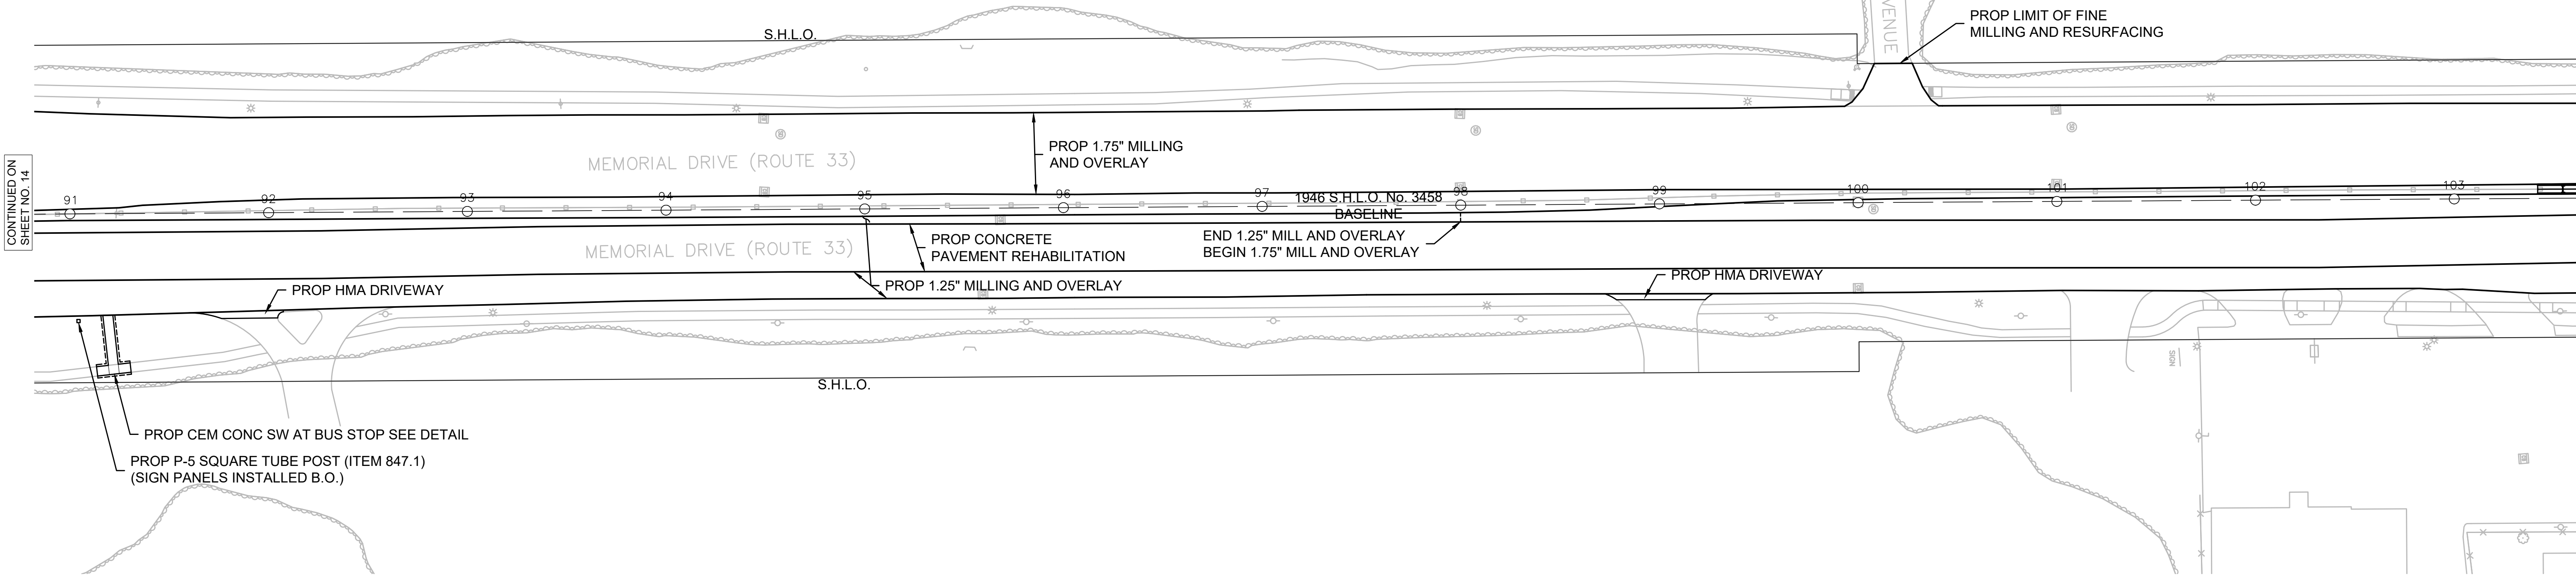 S.H.L.O.
VENUE
PROP LIMIT OF FINE
MILLING AND RESURFACING
PROP 1.75" MILLING
AND OVERLAY
MEMORIAL DRIVE (ROUTE 33)
CONTINUED ON
SHEET NO. 14
91
92
93
94
95
96
97
98
99
100
101
102
103
1946 S.H.L.O. No. 3458
BASELINE
MEMORIAL DRIVE (ROUTE 33)
PROP CONCRETE
PAVEMENT REHABILITATION
END 1.25" MILL AND OVERLAY
BEGIN 1.75" MILL AND OVERLAY
PROP HMA DRIVEWAY
PROP 1.25" MILLING AND OVERLAY
PROP HMA DRIVEWAY
SIGN
S.H.L.O.
PROP CEM CONC SW AT BUS STOP SEE DETAIL
PROP P-5 SQUARE TUBE POST (ITEM 847.1)
(SIGN PANELS INSTALLED B.O.)